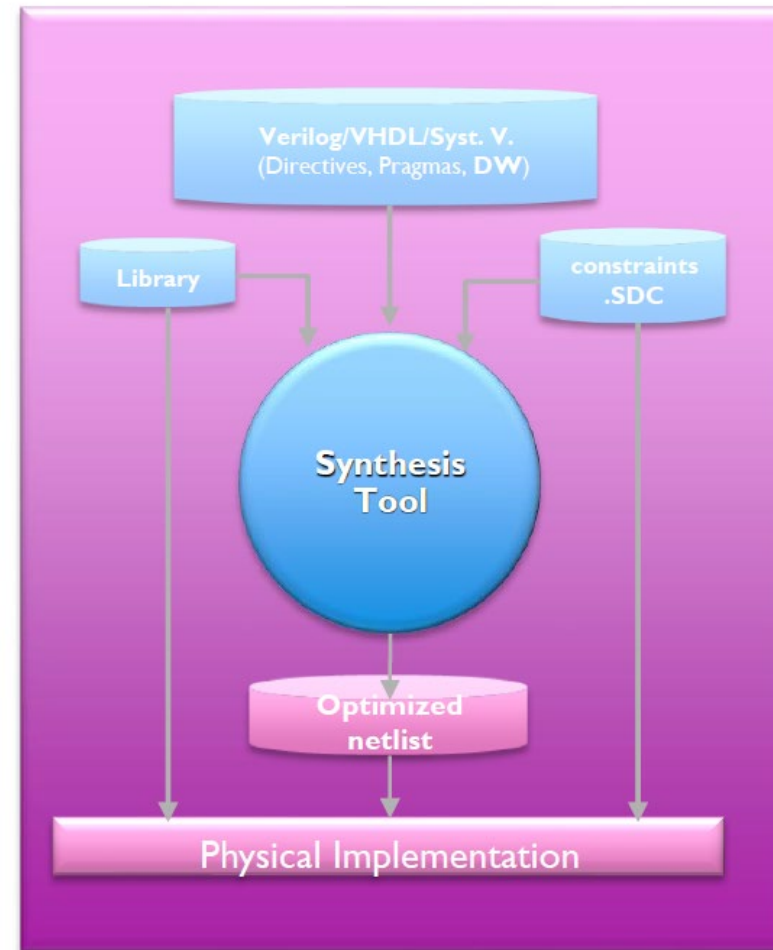 Verilog/VHDL/Syst. V.
(Directives, Pragmas, DW)
Library
constraints
.SDC
Synthesis
Tool
Optimized
netlist
Physical Implementation